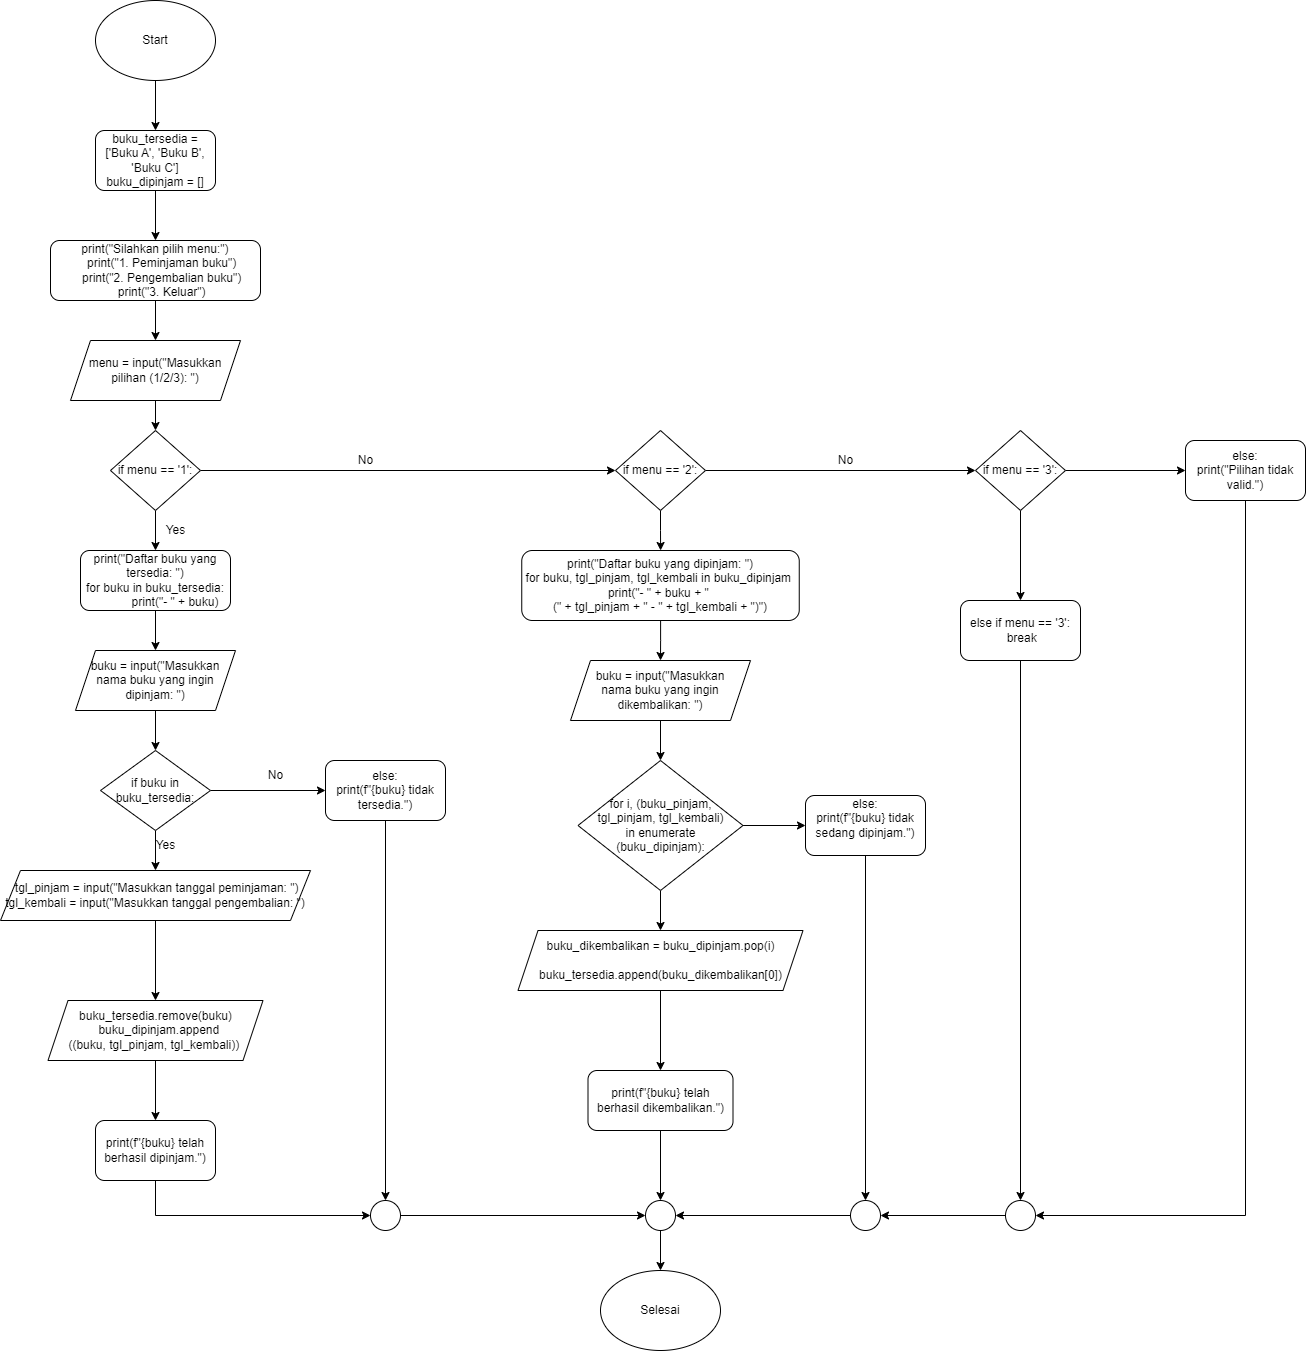 Start
buku_tersedia =
['Buku A', 'Buku B',
'Buku C']
buku_dipinjam = []
print("Silahkan pilih menu:")
print("1. Peminjaman buku")
print("2. Pengembalian buku")
print("3. Keluar")
menu = input("Masukkan
pilihan (1/2/3): ")
if menu == '1':
No
if menu == '2':
No
if menu == '3':
else:
print("Pilihan tidak
valid.")
Yes
print("Daftar buku yang
tersedia: ")
for buku in buku_tersedia:
print("- " + buku)
buku = input("Masukkan
nama buku yang ingin
dipinjam: ")
if buku in
buku_tersedia:
No
else:
print(f"{buku} tidak
tersedia.")
Yes
tgl_pinjam = input("Masukkan tanggal peminjaman: ")
tgl_kembali = input("Masukkan tanggal pengembalian: ")
buku_tersedia.remove(buku)
buku_dipinjam.append
((buku, tgl_pinjam, tgl_kembali))
print(f"{buku} telah
berhasil dipinjam.")
print("Daftar buku yang dipinjam: ")
for buku, tgl_pinjam, tgl_kembali in buku_dipinjam
print("- " + buku + "
(" + tgl_pinjam + " - " + tgl_kembali + ")")
buku = input("Masukkan
nama buku yang ingin
dikembalikan: ")
for i, (buku_pinjam,
tgl_pinjam, tgl_kembali)
in enumerate
(buku_dipinjam):
else:
print(f"{buku} tidak
sedang dipinjam.")
buku_dikembalikan = buku_dipinjam.pop(i)
buku_tersedia.append(buku_dikembalikan[0])
print(f"{buku} telah
berhasil dikembalikan.")
else if menu == '3':
break
Selesai